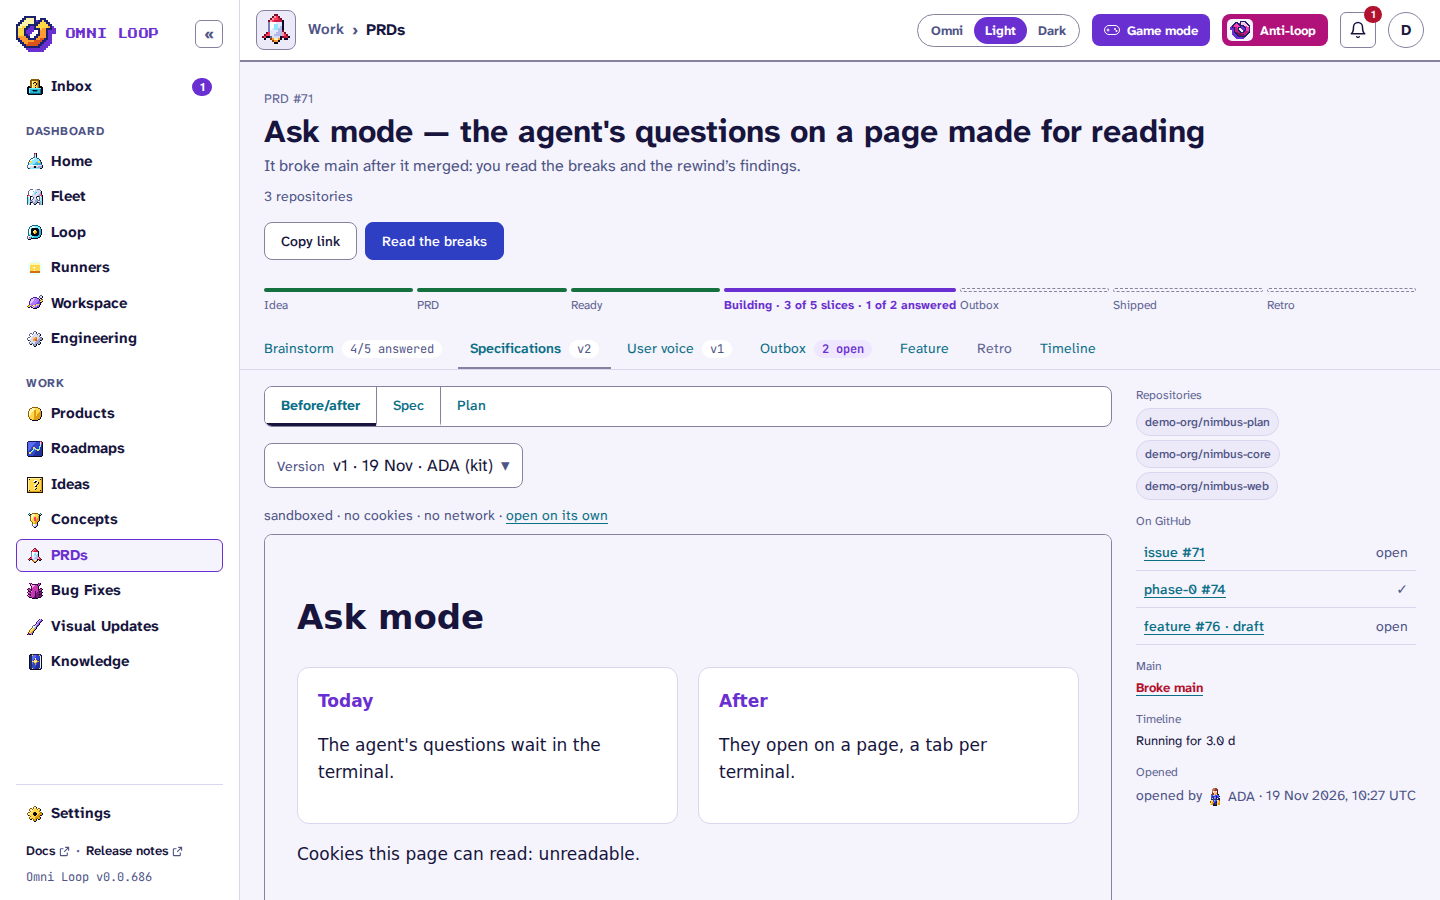 OMNI LOOP
«
Inbox
1
DASHBOARD
Home
Fleet
Loop
Runners
Workspace
Engineering
WORK
Products
Roadmaps
Ideas
Concepts
PRDs
Bug Fixes
Visual Updates
Knowledge
Settings
Docs · Release notes
Omni Loop v0.0.686
Work › PRDs
Omni Light Dark
Game mode
Anti-loop
1
D
PRD #71
Ask mode — the agent's questions on a page made for reading
It broke main after it merged: you read the breaks and the rewind's findings.
3 repositories
Copy link
Read the breaks
Idea
PRD
Ready
Building · 3 of 5 slices · 1 of 2 answered
Outbox
Shipped
Retro
Brainstorm 4/5 answered
Specifications v2
User voice v1
Outbox 2 open
Feature
Retro
Timeline
Before/after
Spec
Plan
Version v1 · 19 Nov · ADA (kit) ▼
sandboxed · no cookies · no network · open on its own
Ask mode
Today
The agent's questions wait in the
terminal.
After
They open on a page, a tab per
terminal.
Cookies this page can read: unreadable.
Repositories
demo-org/nimbus-plan
demo-org/nimbus-core
demo-org/nimbus-web
On GitHub
issue #71 open
phase-0 #74 ✓
feature #76 · draft open
Main
Broke main
Timeline
Running for 3.0 d
Opened
opened by ADA · 19 Nov 2026, 10:27 UTC